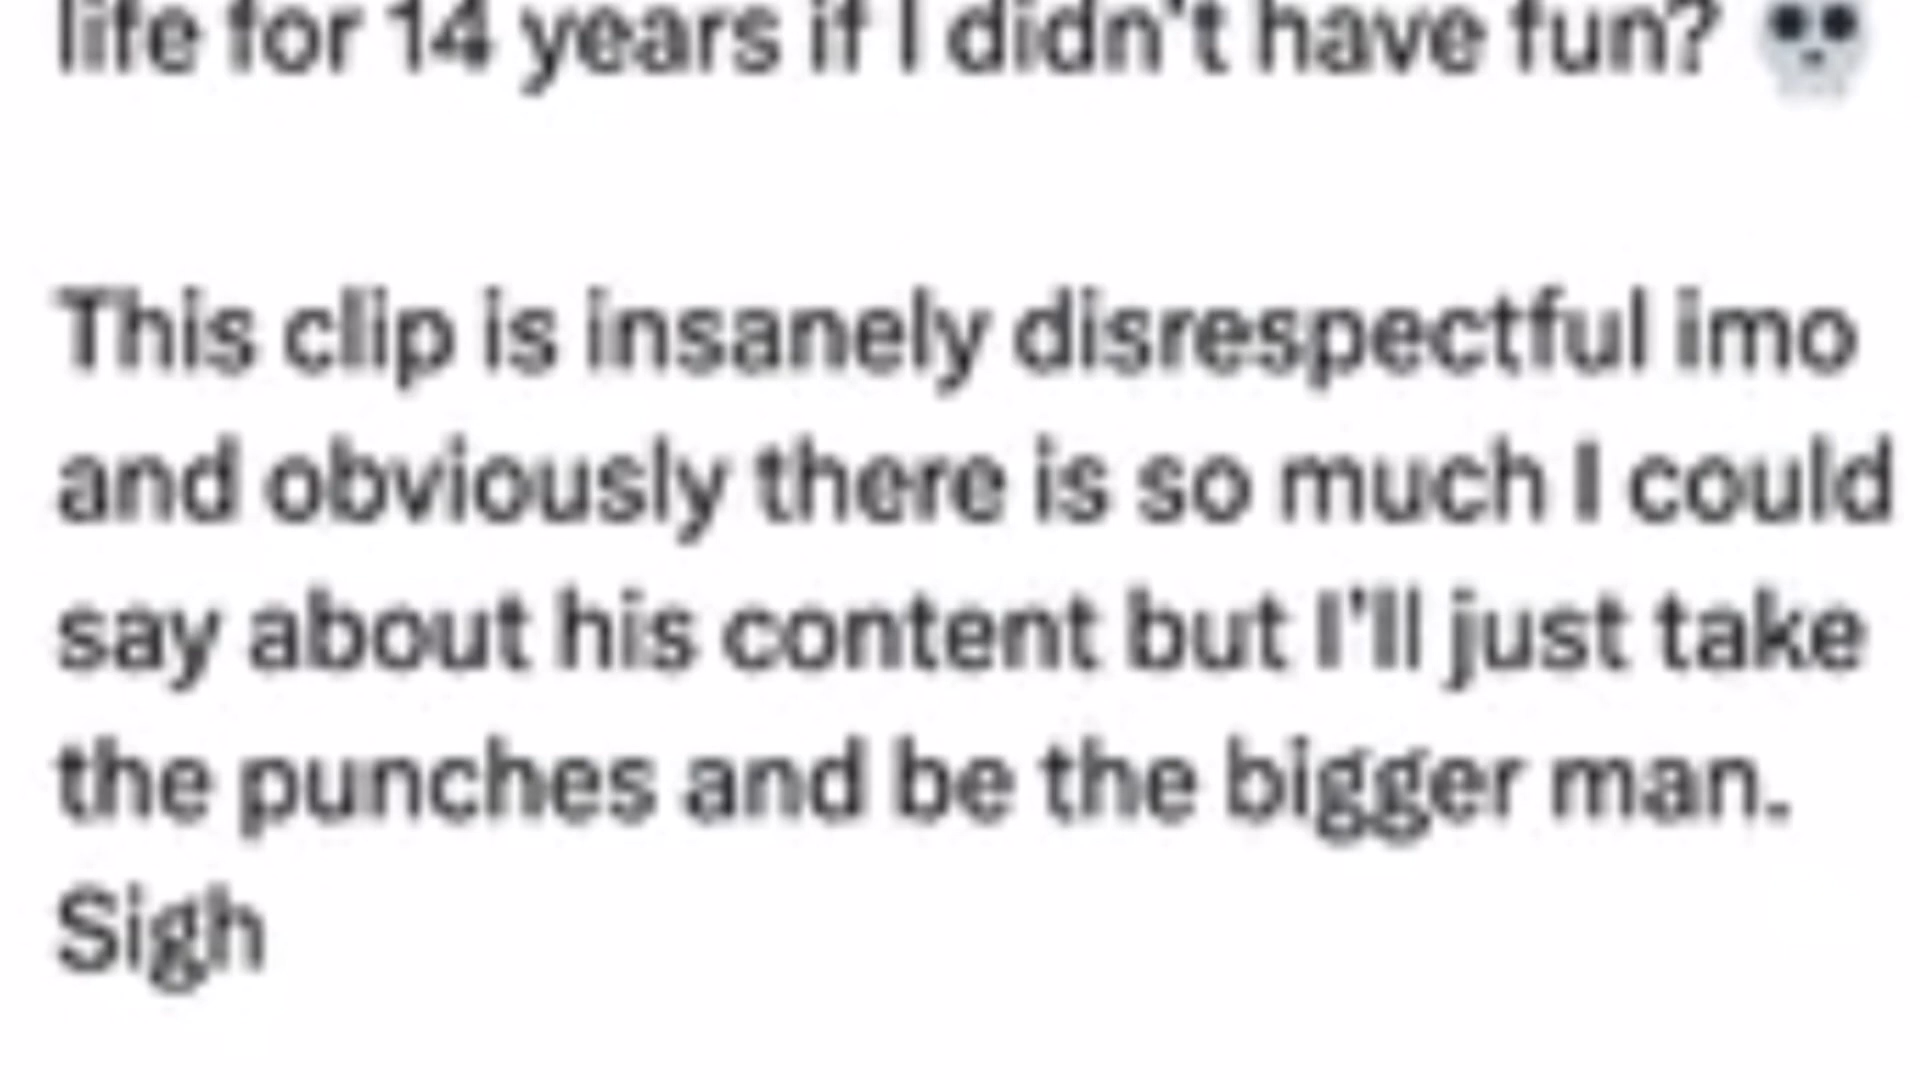 life for 14 years if I didn't have fun? 💀
This clip is insanely disrespectful imo
and obviously there is so much I could
say about his content but I'll just take
the punches and be the bigger man.
Sigh